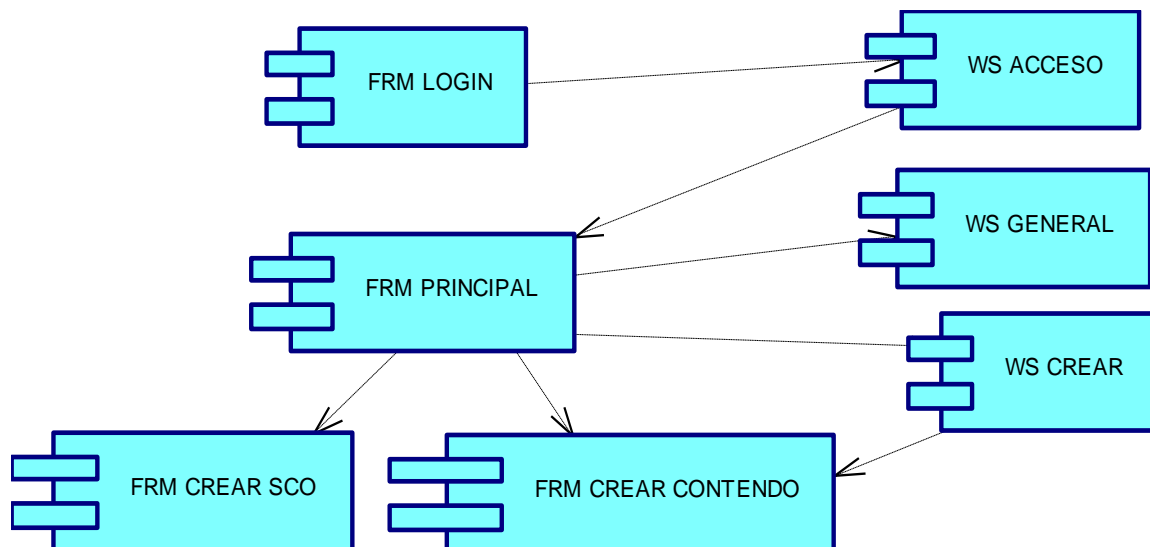 FRM LOGIN
WS ACCESO
WS GENERAL
FRM PRINCIPAL
WS CREAR
FRM CREAR SCO
FRM CREAR CONTENDO